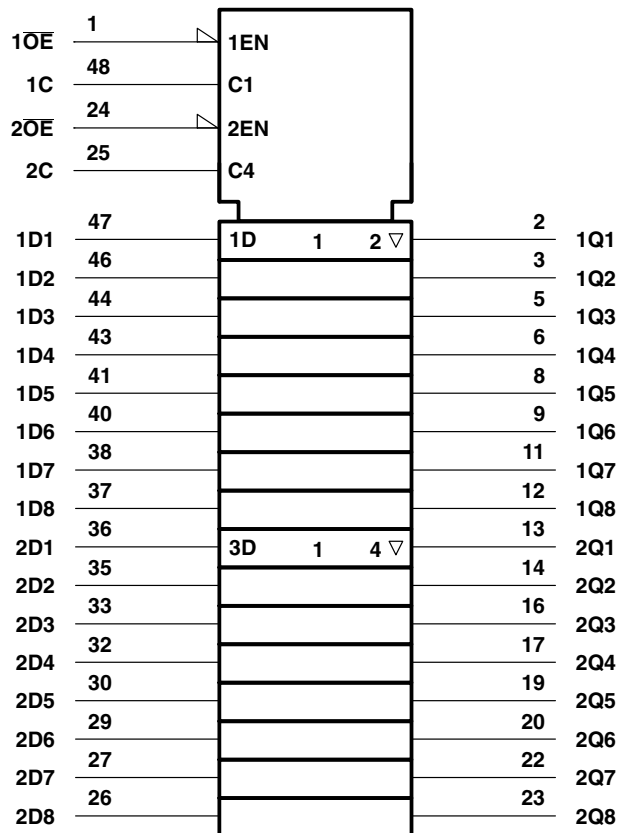 1O̅E̅ 1 1EN
1C 48 C1
2O̅E̅ 24 2EN
2C 25 C4
1D1 47 1D 1 2 ▽ 2 1Q1
1D2 46 3 1Q2
1D3 44 5 1Q3
1D4 43 6 1Q4
1D5 41 8 1Q5
1D6 40 9 1Q6
1D7 38 11 1Q7
1D8 37 12 1Q8
2D1 36 3D 1 4 ▽ 13 2Q1
2D2 35 14 2Q2
2D3 33 16 2Q3
2D4 32 17 2Q4
2D5 30 19 2Q5
2D6 29 20 2Q6
2D7 27 22 2Q7
2D8 26 23 2Q8